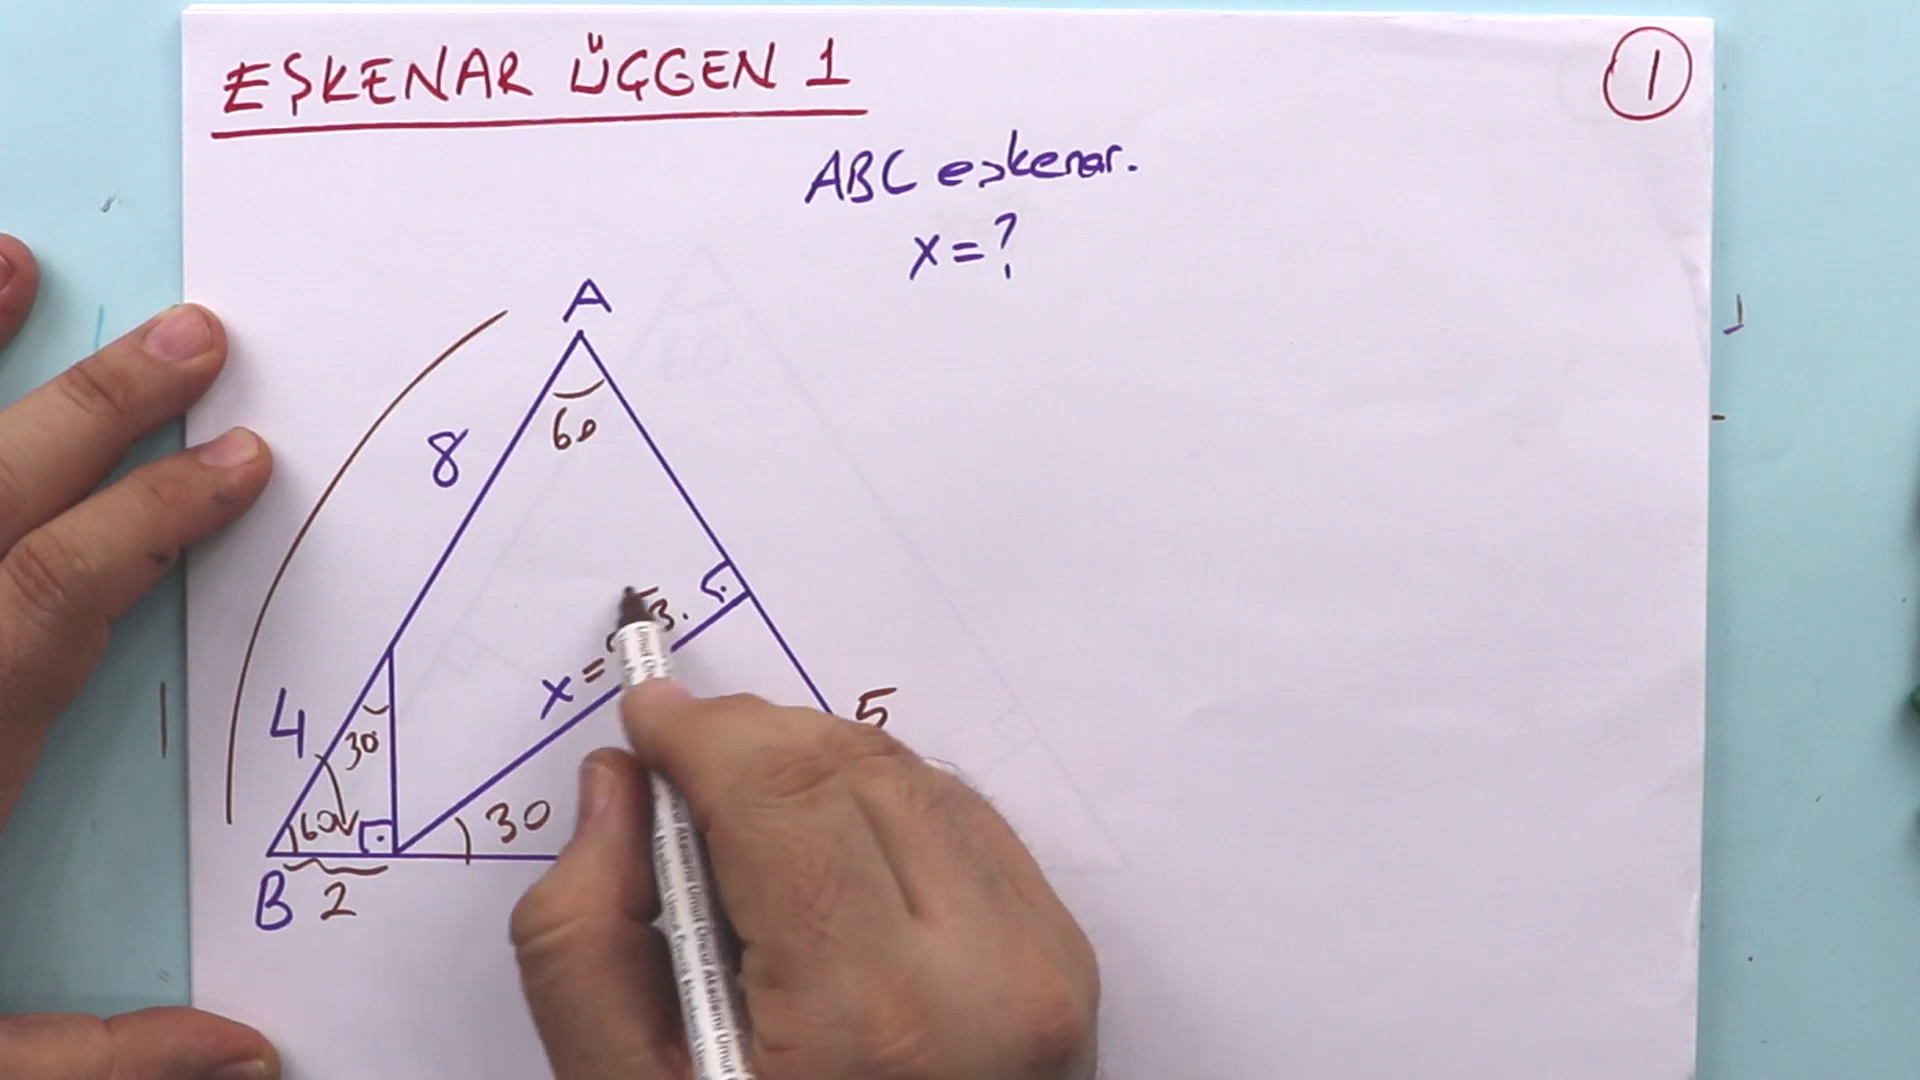 EŞKENAR ÜÇGEN 1
1
ABC eşkenar.
x=?
A
60
8
x=
5
4
30
60
30
B
2